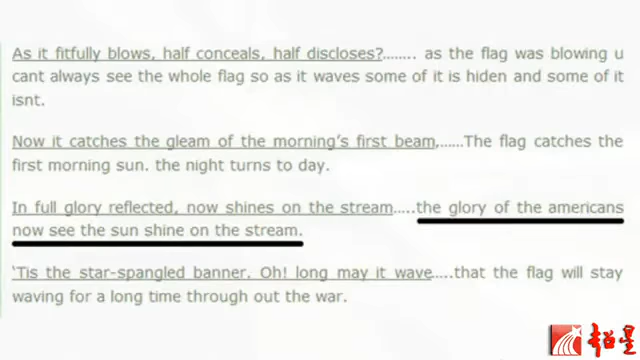 As it fitfully blows, half conceals, half discloses?........ as the flag was blowing u
cant always see the whole flag so as it waves some of it is hiden and some of it
isnt.
Now it catches the gleam of the morning's first beam,......The flag catches the
first morning sun. the night turns to day.
In full glory reflected, now shines on the stream.....the glory of the americans
now see the sun shine on the stream.
'Tis the star-spangled banner. Oh! long may it wave.....that the flag will stay
waving for a long time through out the war.
超星